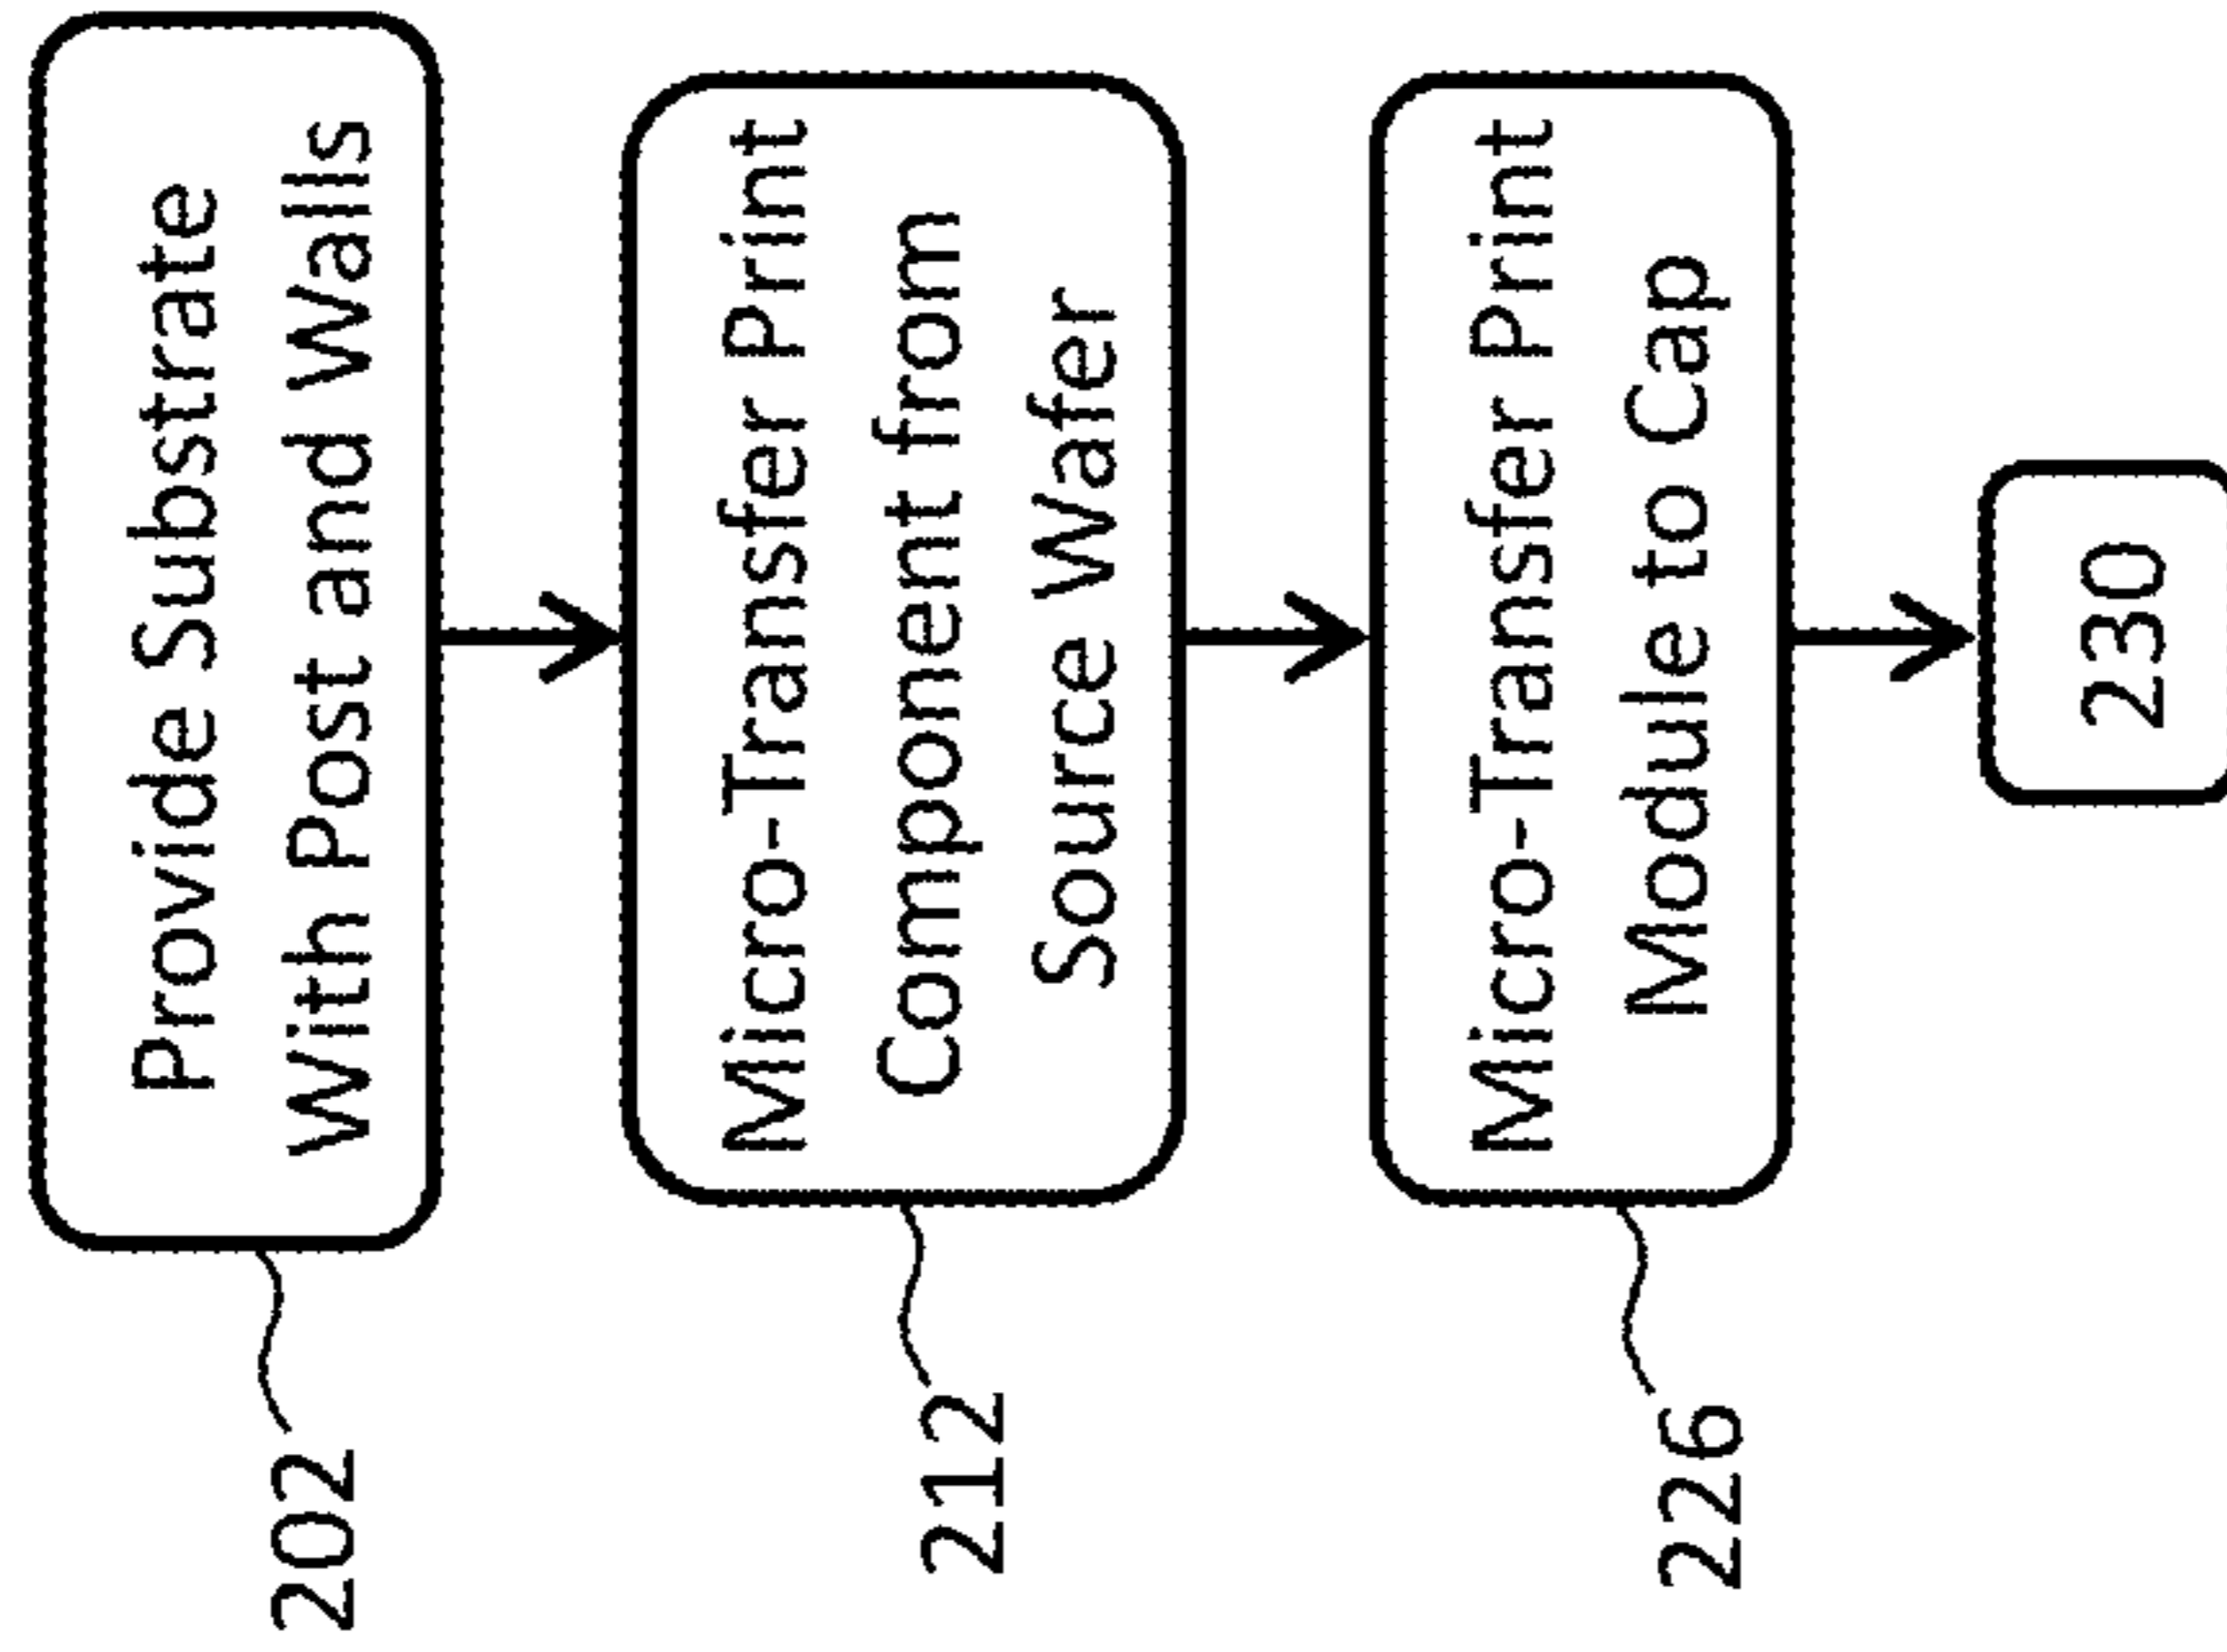 Provide Substrate
With Post and Walls
202
Micro-Transfer Print
Component from
Source Wafer
212
Micro-Transfer Print
Module to Cap
226
230